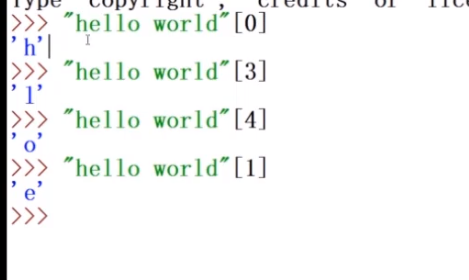 Type "copyright", "credits" or "lice
>>> "hello world"[0]
'h'
>>> "hello world"[3]
'l'
>>> "hello world"[4]
'o'
>>> "hello world"[1]
'e'
>>>